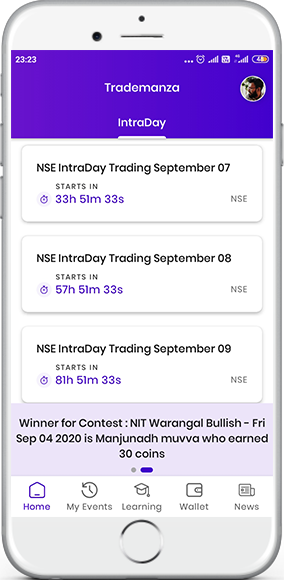 23:23
Trademanza
IntraDay
NSE IntraDay Trading September 07
STARTS IN
33h 51m 33s
NSE
NSE IntraDay Trading September 08
STARTS IN
57h 51m 33s
NSE
NSE IntraDay Trading September 09
STARTS IN
81h 51m 33s
NSE
Winner for Contest : NIT Warangal Bullish - Fri
Sep 04 2020 is Manjunadh muvva who earned
30 coins
Home My Events Learning Wallet News